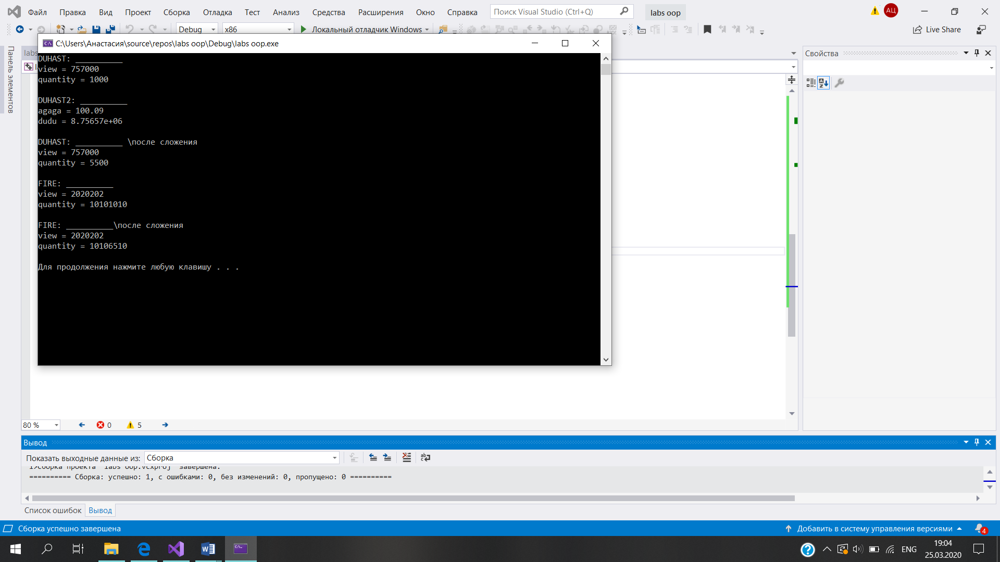 Файл Правка Вид Проект Сборка Отладка Тест Анализ Средства Расширения Окно Справка Поиск Visual Studio (Ctrl+Q) labs oop АЦ
Debug x86 Локальный отладчик Windows Live Share
C:\Users\Анастасия\source\repos\labs oop\Debug\labs oop.exe
Панель элементов
labs
Свойства
DUHAST: __________
view = 757000
quantity = 1000
DUHAST2: __________
agaga = 100.09
dudu = 8.75657e+06
DUHAST: __________ \после сложения
view = 757000
quantity = 5500
FIRE: __________
view = 2020202
quantity = 10101010
FIRE: __________\после сложения
view = 2020202
quantity = 10106510
Для продолжения нажмите любую клавишу . . .
80 % 0 5
Вывод
Показать выходные данные из: Сборка
1>Сборка проекта "labs oop.vcxproj" завершена.
========== Сборка: успешно: 1, с ошибками: 0, без изменений: 0, пропущено: 0 ==========
Список ошибок Вывод
Сборка успешно завершена Добавить в систему управления версиями 4
ENG 19:04
25.03.2020